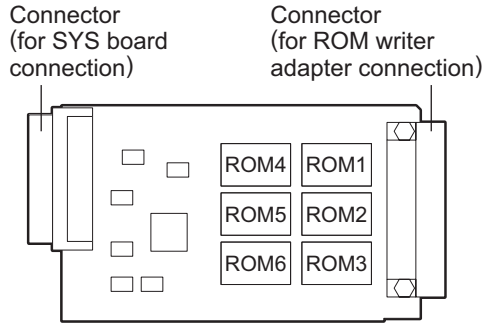 Connector
(for SYS board
connection)
Connector
(for ROM writer
adapter connection)
ROM4 ROM1
ROM5 ROM2
ROM6 ROM3